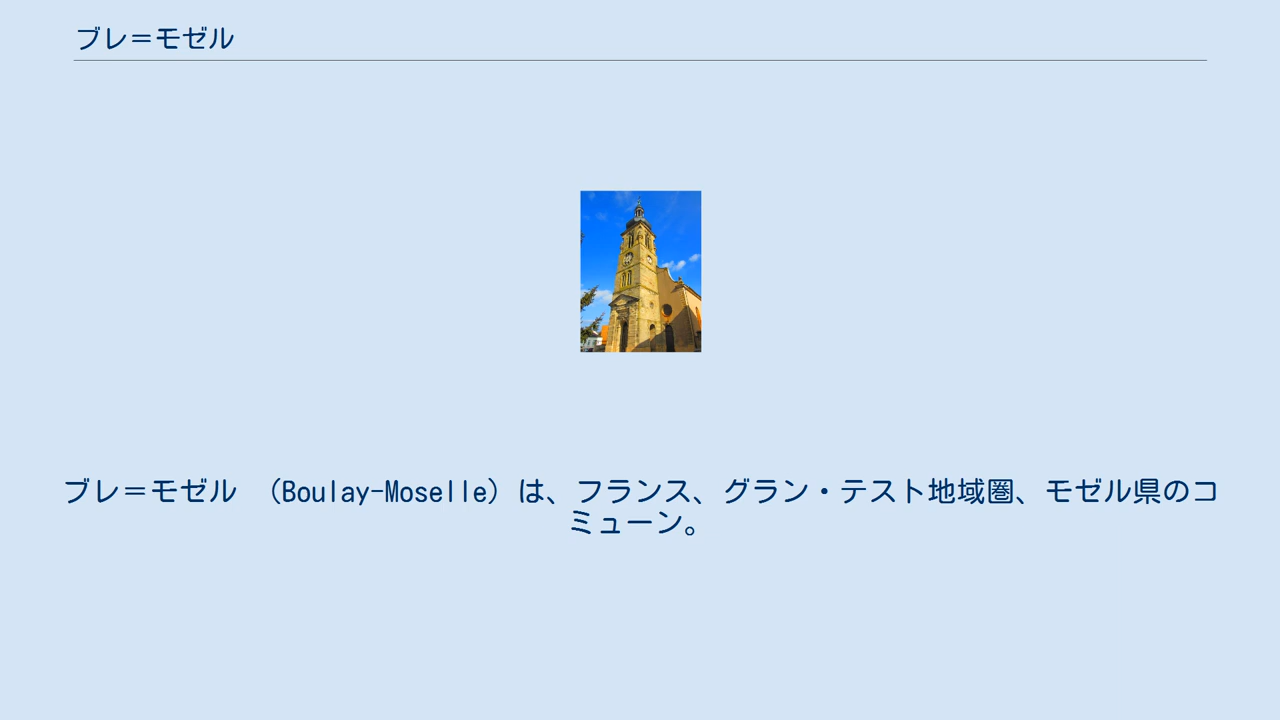 ブレ＝モゼル
ブレ＝モゼル （Boulay-Moselle）は、フランス、グラン・テスト地域圏、モゼル県のコ
ミューン。